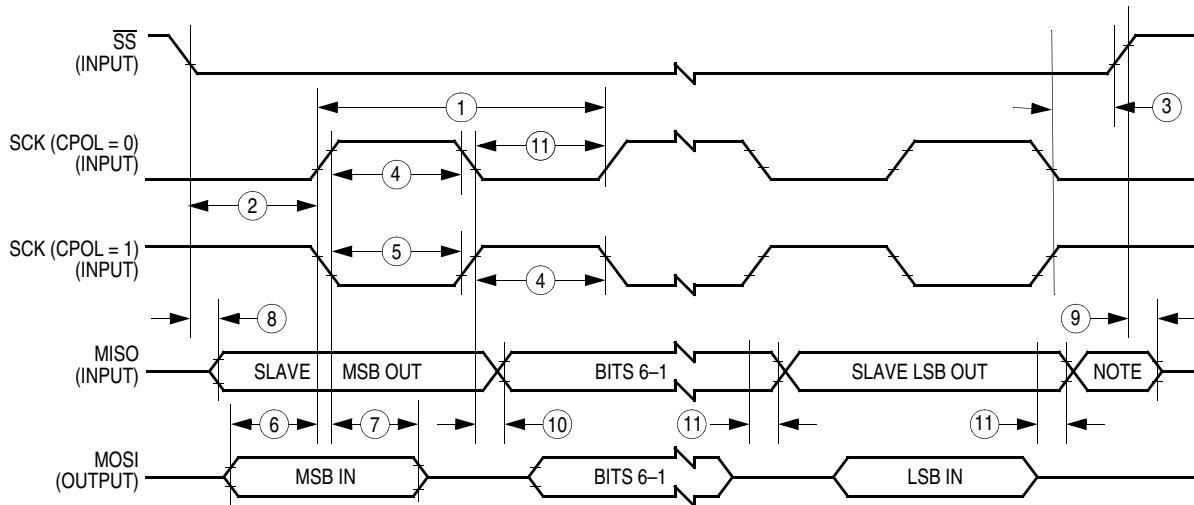 SS
(INPUT)
1
3
SCK (CPOL = 0)
(INPUT)
11
4
2
SCK (CPOL = 1)
(INPUT)
5
4
8
9
MISO
(INPUT)
SLAVE MSB OUT
BITS 6–1
SLAVE LSB OUT
NOTE
6
7
10
11
11
MOSI
(OUTPUT)
MSB IN
BITS 6–1
LSB IN